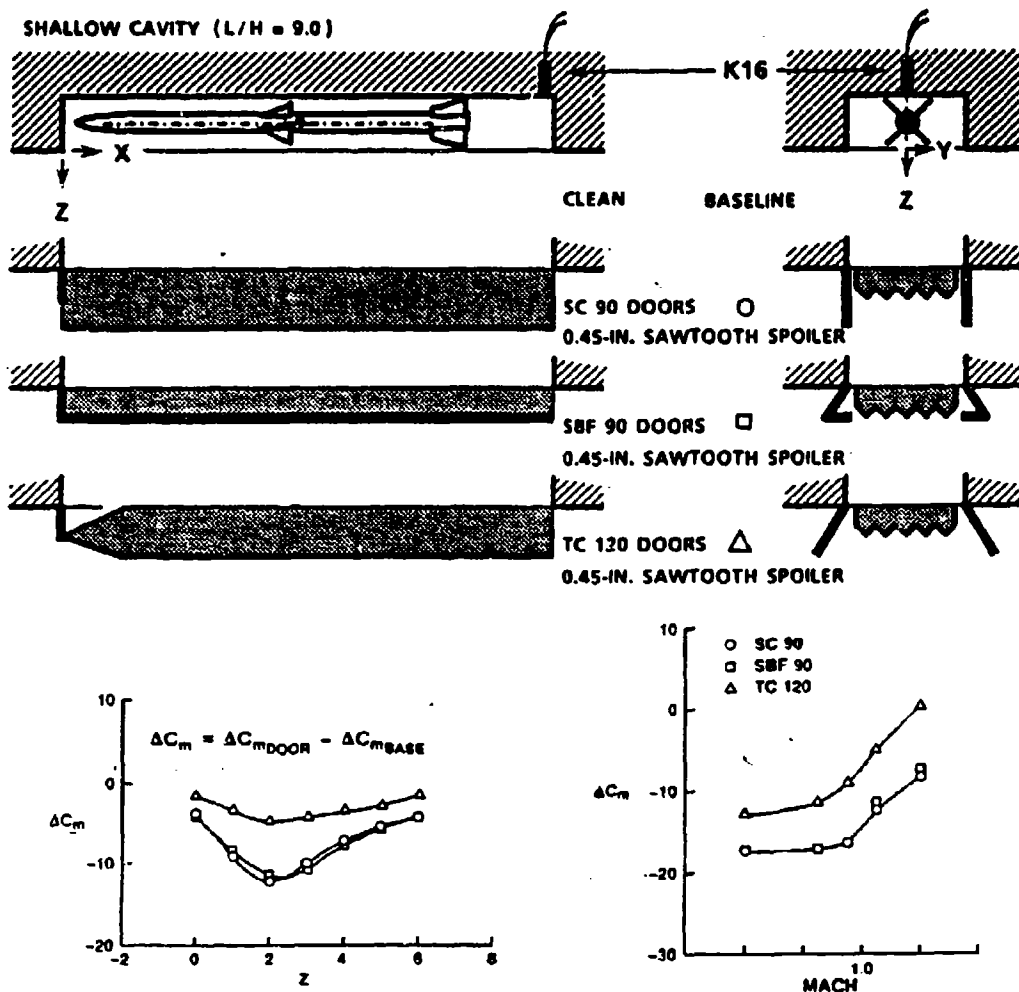 SHALLOW CAVITY (L/H = 9.0)
K16
X
Z
Y
Z
CLEAN BASELINE
SC 90 DOORS
0.45-IN. SAWTOOTH SPOILER
SBF 90 DOORS
0.45-IN. SAWTOOTH SPOILER
TC 120 DOORS
0.45-IN. SAWTOOTH SPOILER
10
ΔCm = ΔCmDOOR - ΔCmBASE
0
ΔCm
-10
-20
-2 0 2 4 6 8
Z
10
SC 90
SBF 90
TC 120
0
ΔCm
-10
-20
-30
1.0
MACH